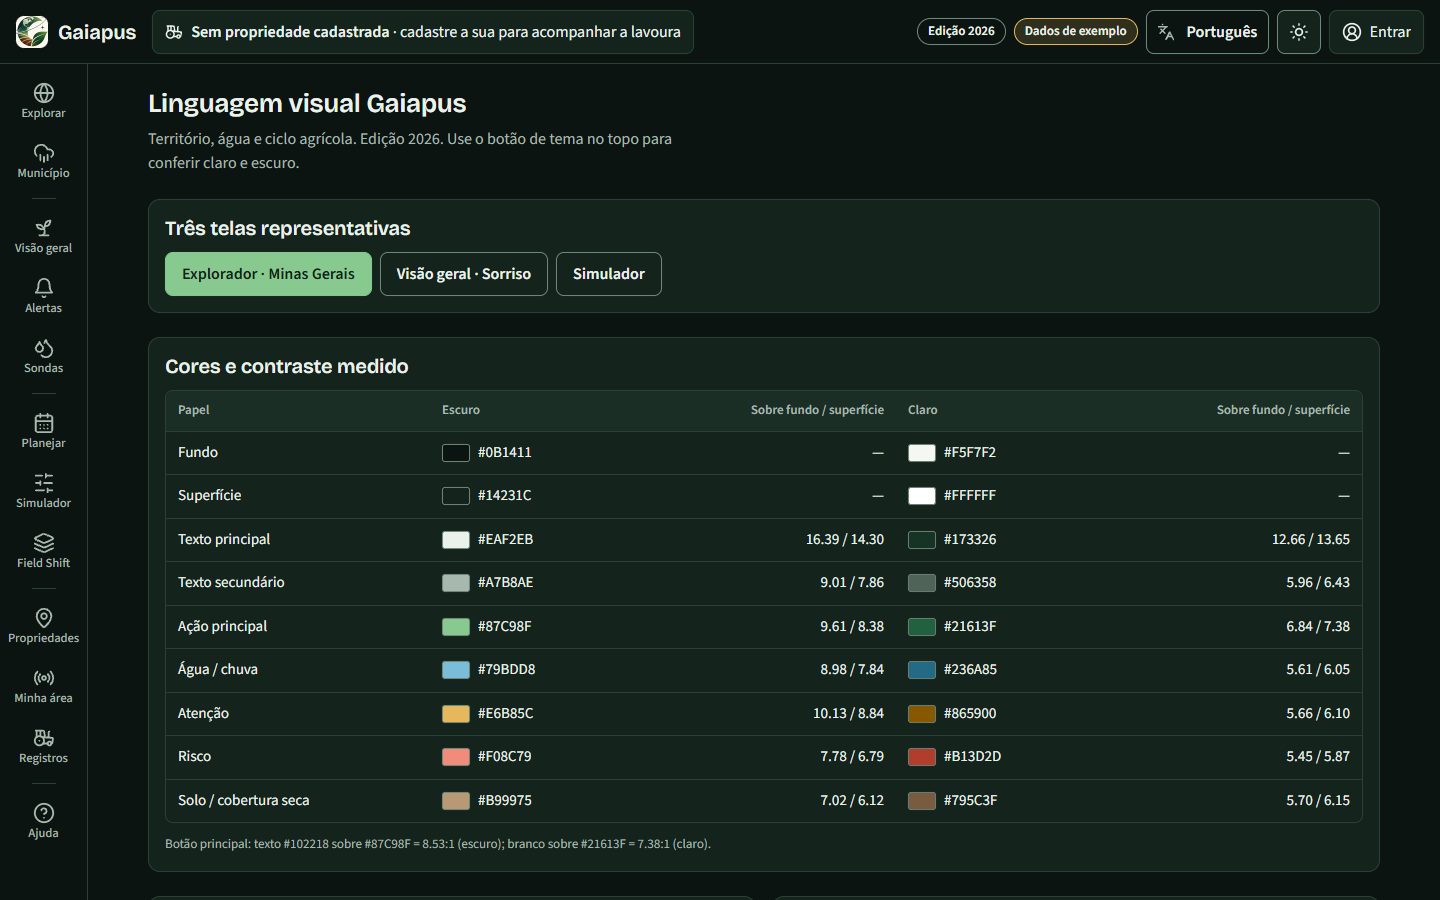 Gaiapus
Sem propriedade cadastrada · cadastre a sua para acompanhar a lavoura
Edição 2026
Dados de exemplo
Português
Entrar
Explorar
Município
Visão geral
Alertas
Sondas
Planejar
Simulador
Field Shift
Propriedades
Minha área
Registros
Ajuda
Linguagem visual Gaiapus
Território, água e ciclo agrícola. Edição 2026. Use o botão de tema no topo para
conferir claro e escuro.
Três telas representativas
Explorador · Minas Gerais
Visão geral · Sorriso
Simulador
Cores e contraste medido
Papel Escuro Sobre fundo / superfície Claro Sobre fundo / superfície
Fundo #0B1411 — #F5F7F2 —
Superfície #14231C — #FFFFFF —
Texto principal #EAF2EB 16.39 / 14.30 #173326 12.66 / 13.65
Texto secundário #A7B8AE 9.01 / 7.86 #506358 5.96 / 6.43
Ação principal #87C98F 9.61 / 8.38 #21613F 6.84 / 7.38
Água / chuva #79BDD8 8.98 / 7.84 #236A85 5.61 / 6.05
Atenção #E6B85C 10.13 / 8.84 #865900 5.66 / 6.10
Risco #F08C79 7.78 / 6.79 #B13D2D 5.45 / 5.87
Solo / cobertura seca #B99975 7.02 / 6.12 #795C3F 5.70 / 6.15
Botão principal: texto #102218 sobre #87C98F = 8.53:1 (escuro); branco sobre #21613F = 7.38:1 (claro).